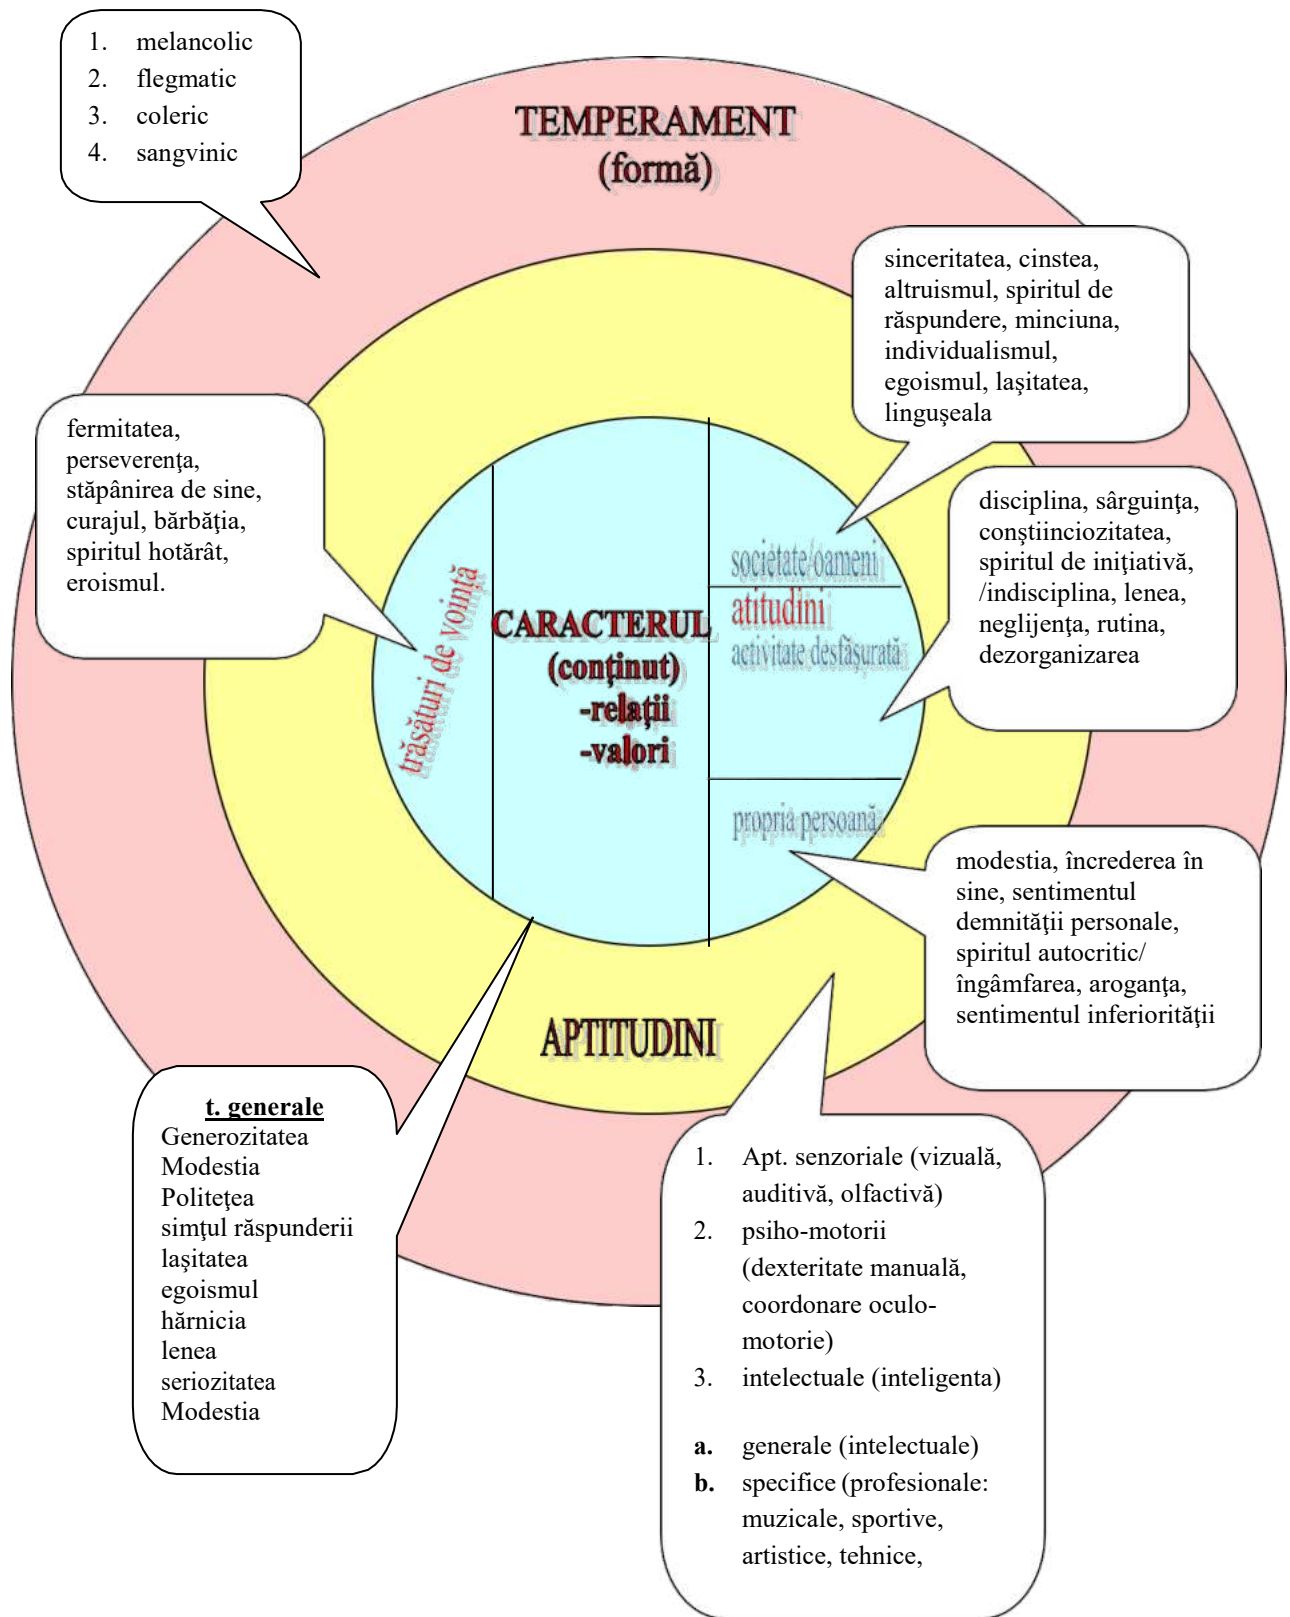 1. melancolic
2. flegmatic
3. coleric
4. sangvinic
TEMPERAMENT
(formă)
sinceritatea, cinstea,
altruismul, spiritul de
răspundere, minciuna,
individualismul,
egoismul, laşitatea,
linguşeala
fermitatea,
perseverenţa,
stăpânirea de sine,
curajul, bărbăţia,
spiritul hotărât,
eroismul.
disciplina, sârguinţa,
conştiinciozitatea,
spiritul de iniţiativă,
/indisciplina, lenea,
neglijenţa, rutina,
dezorganizarea
trăsături de voinţă
CARACTERUL
(conţinut)
-relaţii
-valori
societate/oameni
atitudini
activitate desfăşurată
propria persoană
modestia, încrederea în
sine, sentimentul
demnităţii personale,
spiritul autocritic/
îngâmfarea, aroganţa,
sentimentul inferiorităţii
APTITUDINI
t. generale
Generozitatea
Modestia
Politeţea
simţul răspunderii
laşitatea
egoismul
hărnicia
lenea
seriozitatea
Modestia
1. Apt. senzoriale (vizuală,
auditivă, olfactivă)
2. psiho-motorii
(dexteritate manuală,
coordonare oculo-
motorie)
3. intelectuale (inteligenta)
a. generale (intelectuale)
b. specifice (profesionale:
muzicale, sportive,
artistice, tehnice,